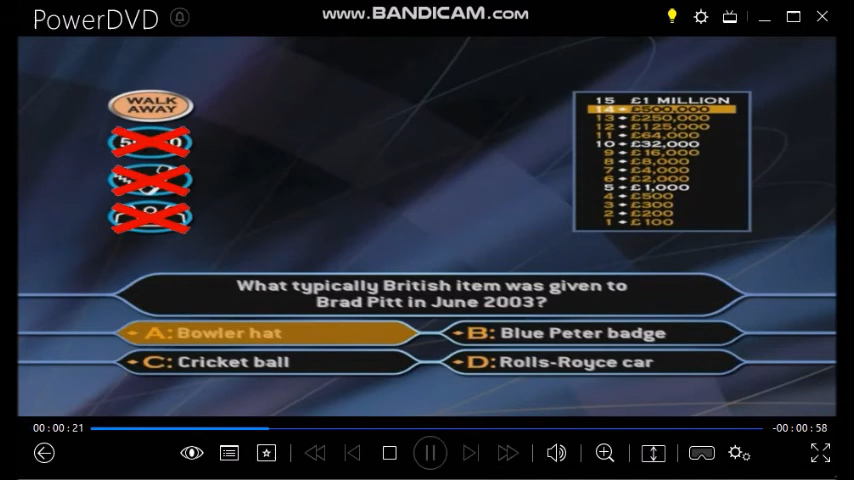 PowerDVD
www.BANDICAM.com
WALK
AWAY
15 £1 MILLION
14 £500,000
13 £250,000
12 £125,000
11 £64,000
10 £32,000
9 £16,000
8 £8,000
7 £4,000
6 £2,000
5 £1,000
4 £500
3 £300
2 £200
1 £100
What typically British item was given to
Brad Pitt in June 2003?
A: Bowler hat
B: Blue Peter badge
C: Cricket ball
D: Rolls-Royce car
00:00:21
-00:00:58